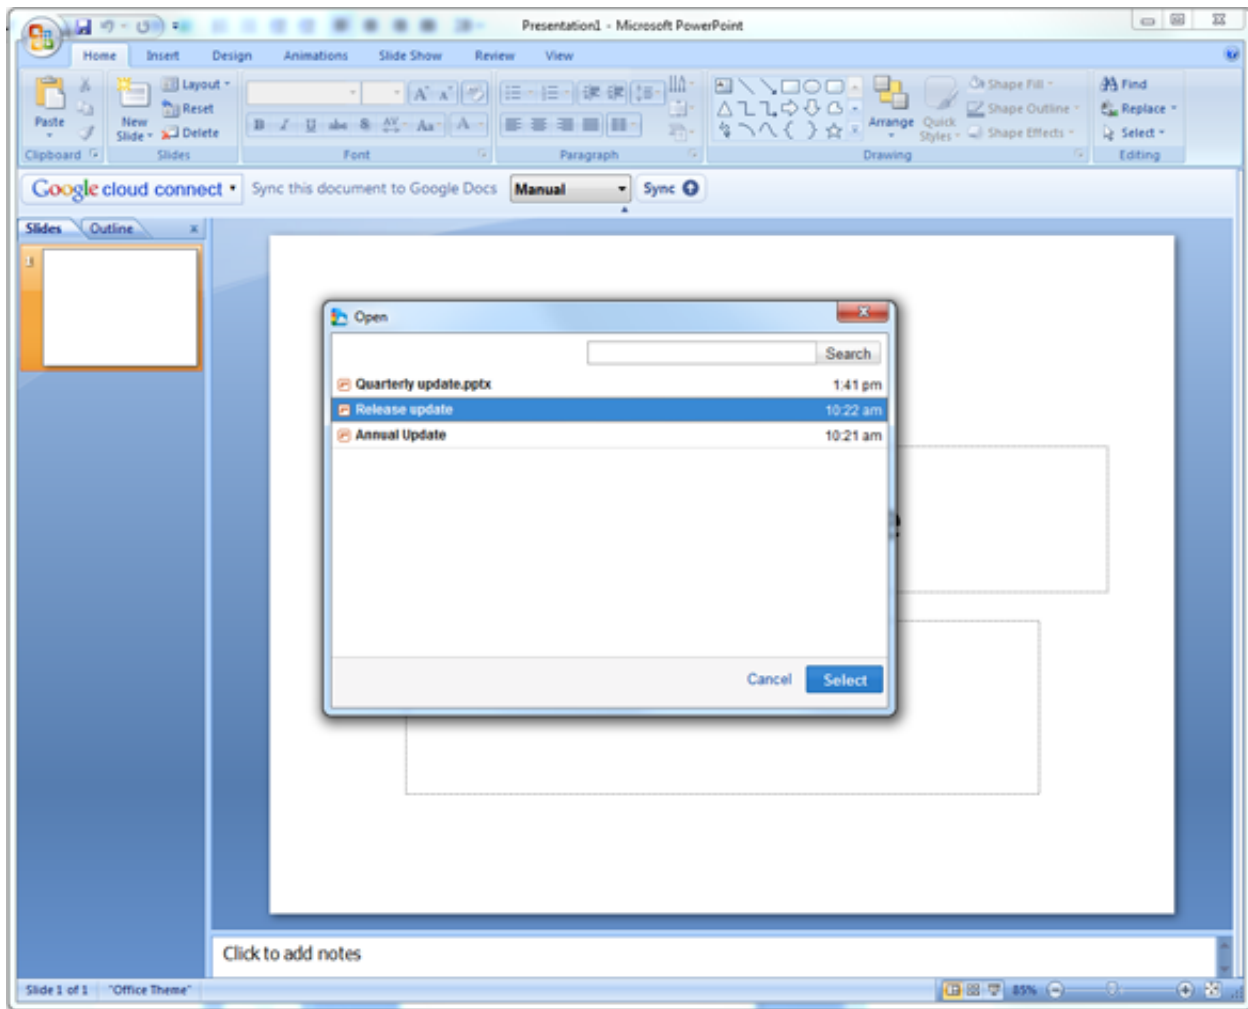 Presentation1 - Microsoft PowerPoint
Home Insert Design Animations Slide Show Review View
Paste
New Slide
Layout
Reset
Delete
B I U abe S AV Aa A
Arrange
Quick Styles
Shape Fill
Shape Outline
Shape Effects
Find
Replace
Select
Clipboard Slides Font Paragraph Drawing Editing
Google cloud connect Sync this document to Google Docs Manual Sync
Slides Outline x
1
Open
Search
Quarterly update.pptx 1:41 pm
Release update 10:22 am
Annual Update 10:21 am
Cancel Select
Click to add notes
Slide 1 of 1 "Office Theme" 85%